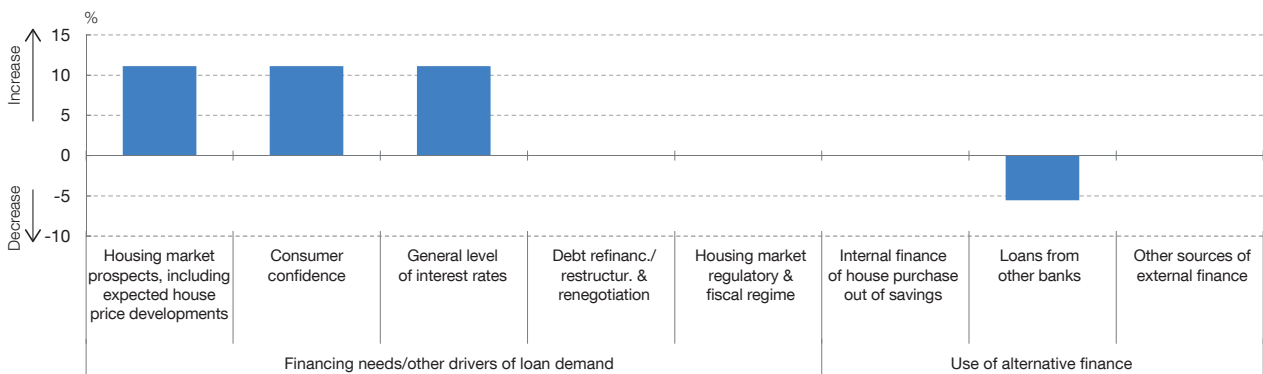 %
Increase
Decrease
15
10
5
0
-5
-10
Housing market
prospects, including
expected house
price developments
Consumer
confidence
General level
of interest rates
Debt refinanc./
restructur. &
renegotiation
Housing market
regulatory &
fiscal regime
Internal finance
of house purchase
out of savings
Loans from
other banks
Other sources of
external finance
Financing needs/other drivers of loan demand
Use of alternative finance